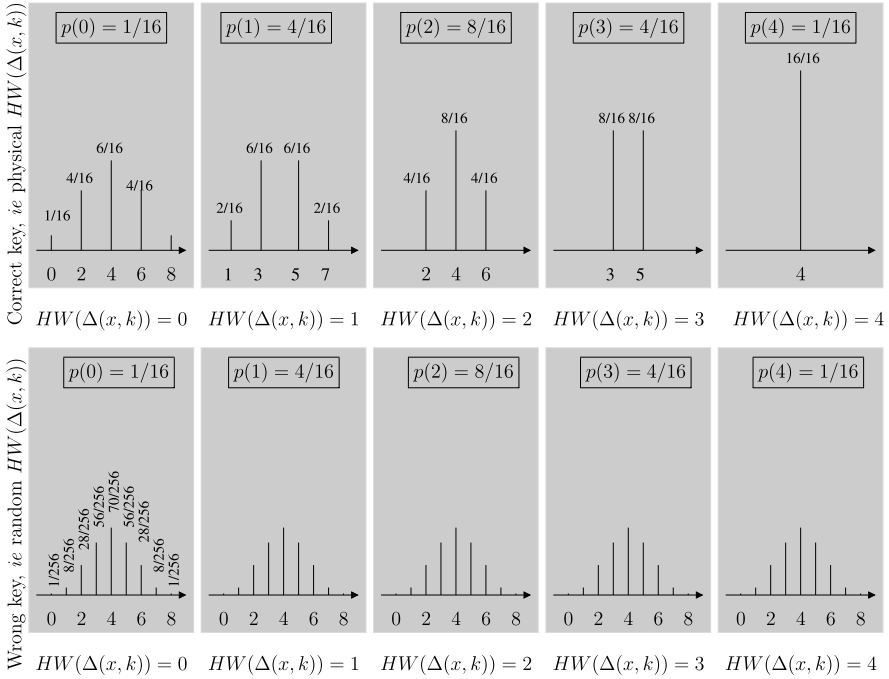 Correct key, ie physical HW(Δ(x, k))
p(0) = 1/16
p(1) = 4/16
p(2) = 8/16
p(3) = 4/16
p(4) = 1/16
1/16
4/16
6/16
4/16
0 2 4 6 8
2/16
6/16
6/16
2/16
1 3 5 7
4/16
8/16
4/16
2 4 6
8/16 8/16
3 5
16/16
4
HW(Δ(x, k)) = 0
HW(Δ(x, k)) = 1
HW(Δ(x, k)) = 2
HW(Δ(x, k)) = 3
HW(Δ(x, k)) = 4
Wrong key, ie random HW(Δ(x, k))
p(0) = 1/16
p(1) = 4/16
p(2) = 8/16
p(3) = 4/16
p(4) = 1/16
1/256
8/256
28/256
56/256
70/256
56/256
28/256
8/256
1/256
0 2 4 6 8
0 2 4 6 8
0 2 4 6 8
0 2 4 6 8
0 2 4 6 8
HW(Δ(x, k)) = 0
HW(Δ(x, k)) = 1
HW(Δ(x, k)) = 2
HW(Δ(x, k)) = 3
HW(Δ(x, k)) = 4